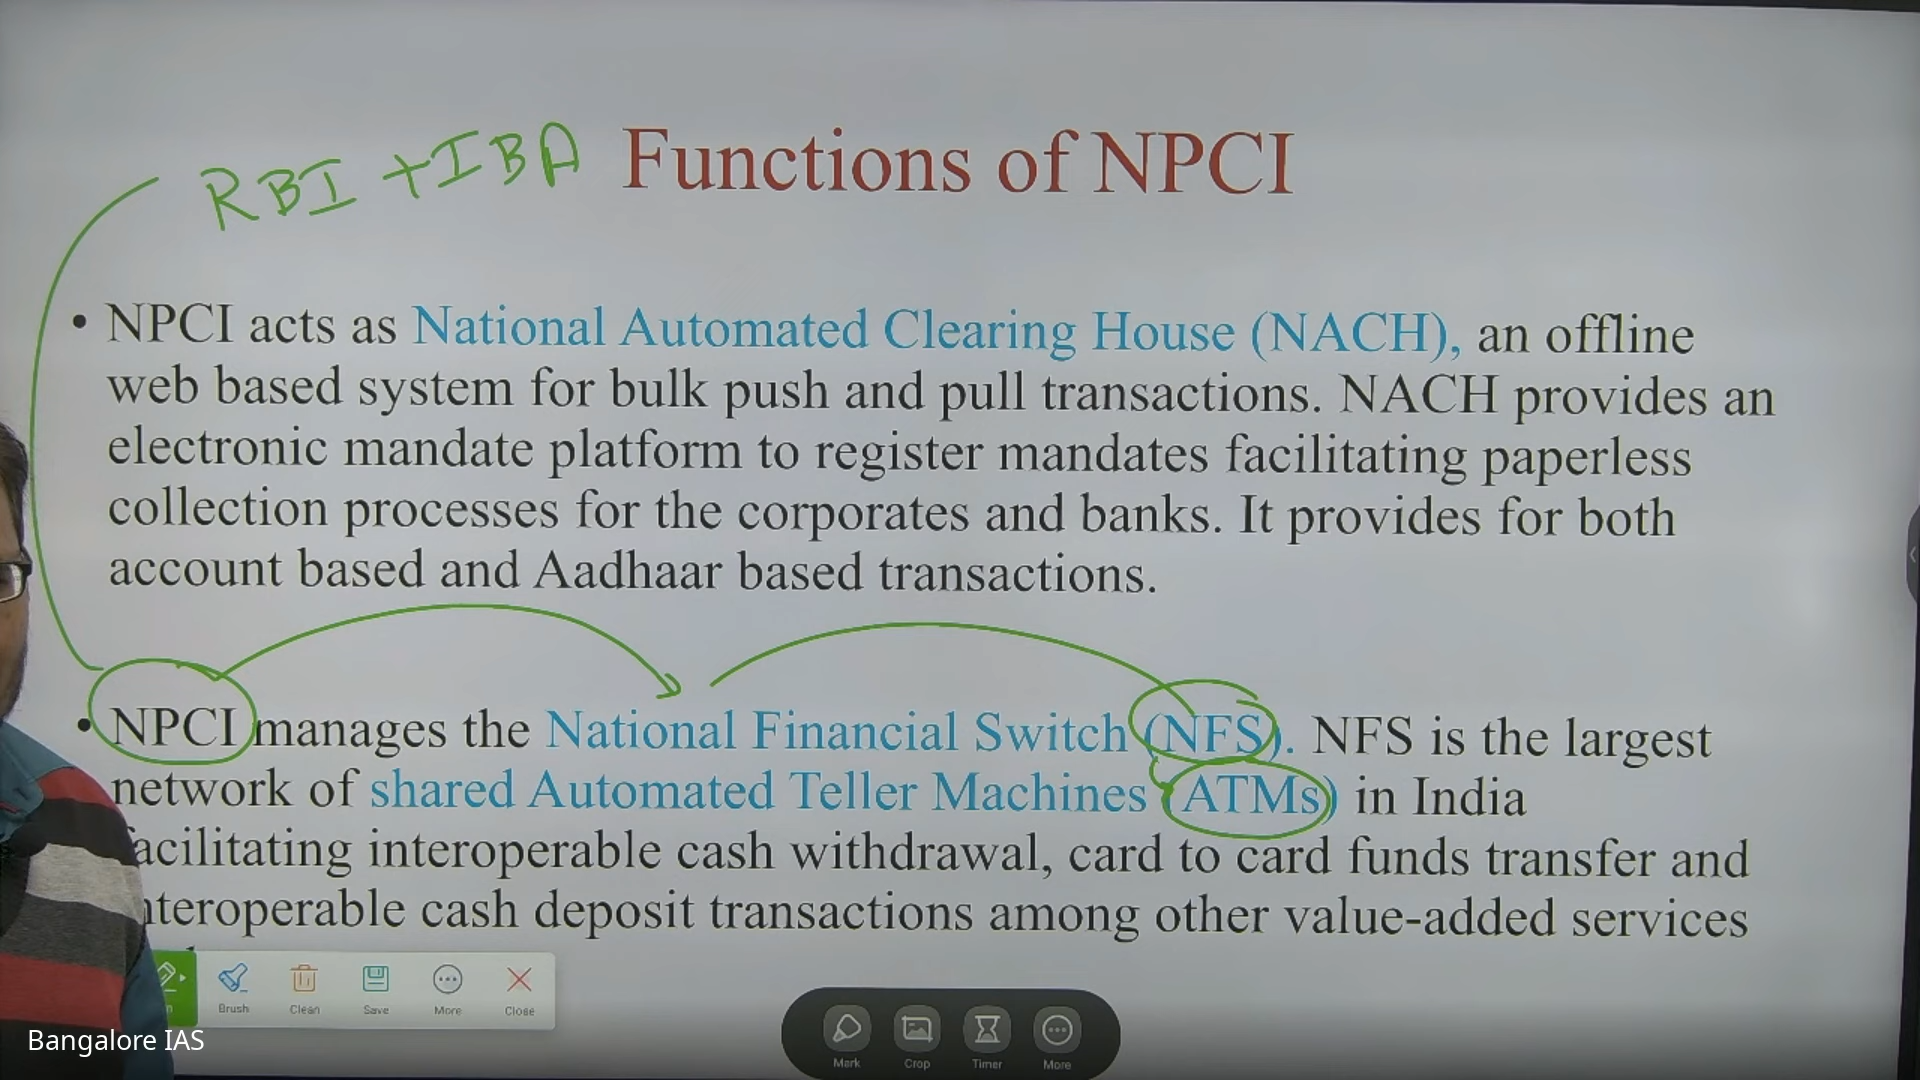 RBI + IBA Functions of NPCI
• NPCI acts as National Automated Clearing House (NACH), an offline
web based system for bulk push and pull transactions. NACH provides an
electronic mandate platform to register mandates facilitating paperless
collection processes for the corporates and banks. It provides for both
account based and Aadhaar based transactions.
• NPCI manages the National Financial Switch (NFS). NFS is the largest
network of shared Automated Teller Machines (ATMs) in India
acilitating interoperable cash withdrawal, card to card funds transfer and
nteroperable cash deposit transactions among other value-added services
Brush Clean Save More Close
Mark Crop Timer More
Bangalore IAS